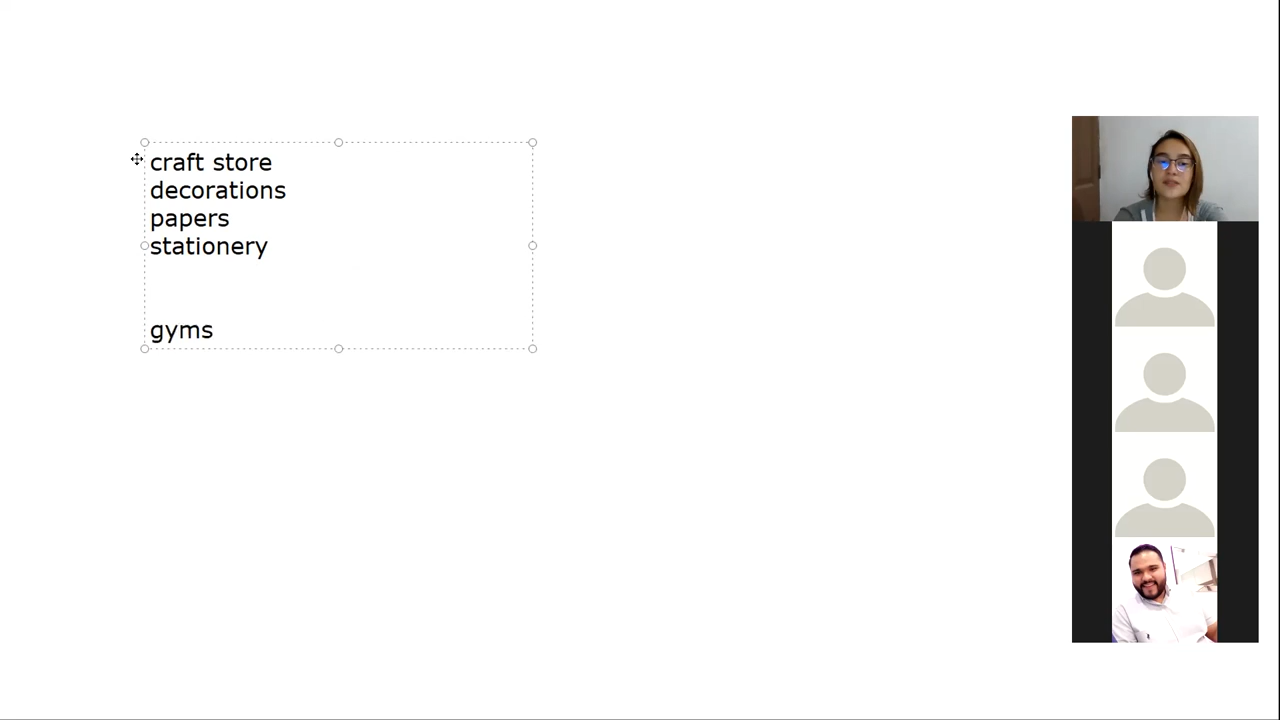 craft store
decorations
papers
stationery
gyms